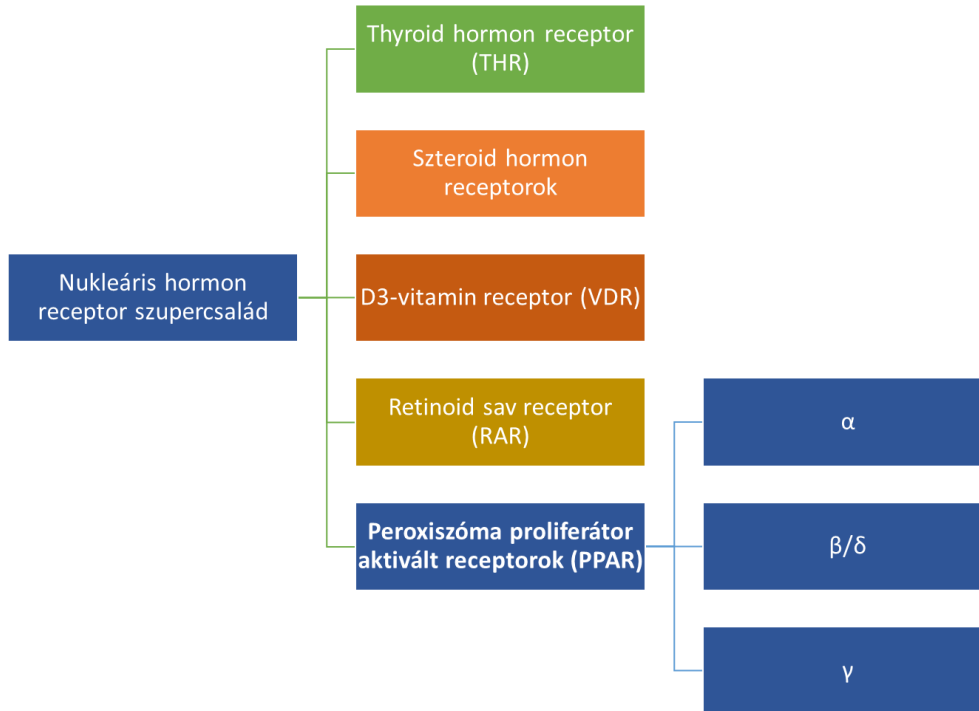 Nukleáris hormon
receptor szupercsalád
Thyroid hormon receptor
(THR)
Szteroid hormon
receptorok
D3-vitamin receptor (VDR)
Retinoid sav receptor
(RAR)
Peroxiszóma proliferátor
aktivált receptorok (PPAR)
α
β/δ
γ